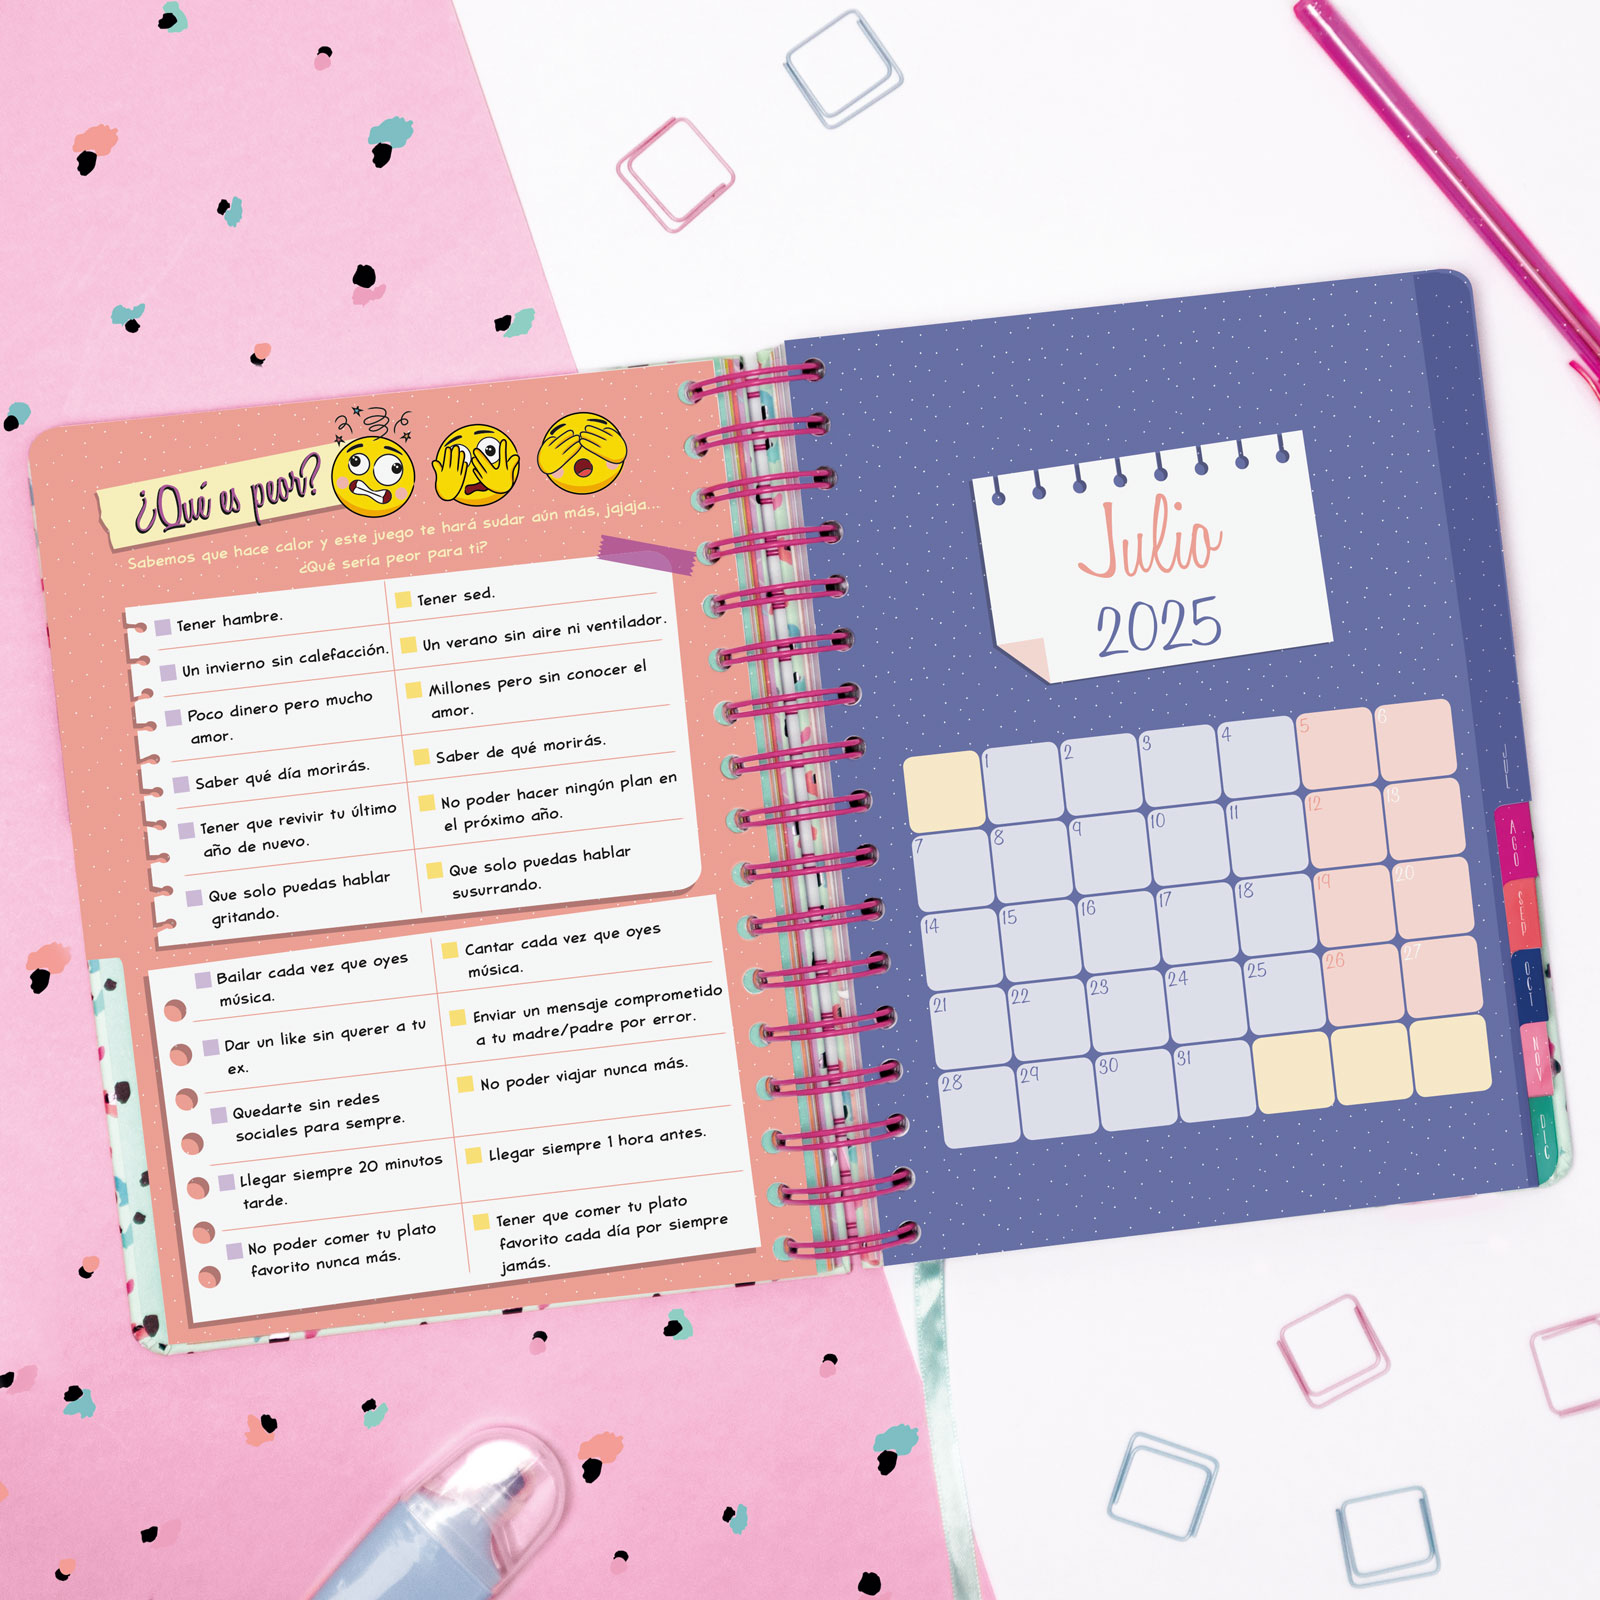 ¿Qué es peor?
Sabemos que hace calor y este juego te hará sudar aún más, jajaja...
¿Qué sería peor para ti?
Tener hambre.
Tener sed.
Un invierno sin calefacción.
Un verano sin aire ni ventilador.
Poco dinero pero mucho
amor.
Millones pero sin conocer el
amor.
Saber qué día morirás.
Saber de qué morirás.
Tener que revivir tu último
año de nuevo.
No poder hacer ningún plan en
el próximo año.
Que solo puedas hablar
gritando.
Que solo puedas hablar
susurrando.
Bailar cada vez que oyes
música.
Cantar cada vez que oyes
música.
Dar un like sin querer a tu
ex.
Enviar un mensaje comprometido
a tu madre/padre por error.
Quedarte sin redes
sociales para sempre.
No poder viajar nunca más.
Llegar siempre 20 minutos
tarde.
Llegar siempre 1 hora antes.
No poder comer tu plato
favorito nunca más.
Tener que comer tu plato
favorito cada día por siempre
jamás.
Julio
2025
1 2 3 4 5 6
7 8 9 10 11 12 13
14 15 16 17 18 19 20
21 22 23 24 25 26 27
28 29 30 31
JUL
AGO
SEP
OCT
NOV
DIC